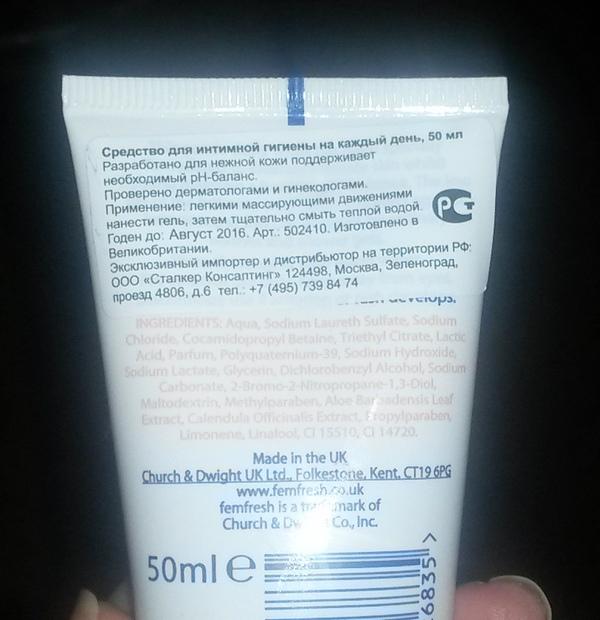 Средство для интимной гигиены на каждый день, 50 мл
Разработано для нежной кожи поддерживает
необходимый pH-баланс.
Проверено дерматологами и гинекологами.
Применение: легкими массирующими движениями
нанести гель, затем тщательно смыть теплой водой.
Годен до: Август 2016. Арт.: 502410. Изготовлено в
Великобритании.
Эксклюзивный импортер и дистрибьютор на территории РФ:
ООО «Сталкер Консалтинг» 124498, Москва, Зеленоград,
проезд 4806, д.6 тел.: +7 (495) 739 84 74
РСТ
develops.
INGREDIENTS: Aqua, Sodium Laureth Sulfate, Sodium
Chloride, Cocamidopropyl Betaine, Triethyl Citrate, Lactic
Acid, Parfum, Polyquaternium-39, Sodium Hydroxide,
Sodium Lactate, Glycerin, Dichlorobenzyl Alcohol, Sodium
Carbonate, 2-Bromo-2-Nitropropane-1,3-Diol,
Maltodextrin, Methylparaben, Aloe Barbadensis Leaf
Extract, Calendula Officinalis Extract, Propylparaben,
Limonene, Linalool, CI 15510, CI 14720.
Made in the UK
Church & Dwight UK Ltd., Folkestone, Kent, CT19 6PG
www.femfresh.co.uk
femfresh is a trademark of
Church & Co., Inc.
50ml e
6835 >